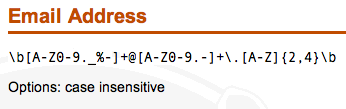 Email Address
\b[A-Z0-9._%-]+@[A-Z0-9.-]+\.[A-Z]{2,4}\b
Options: case insensitive